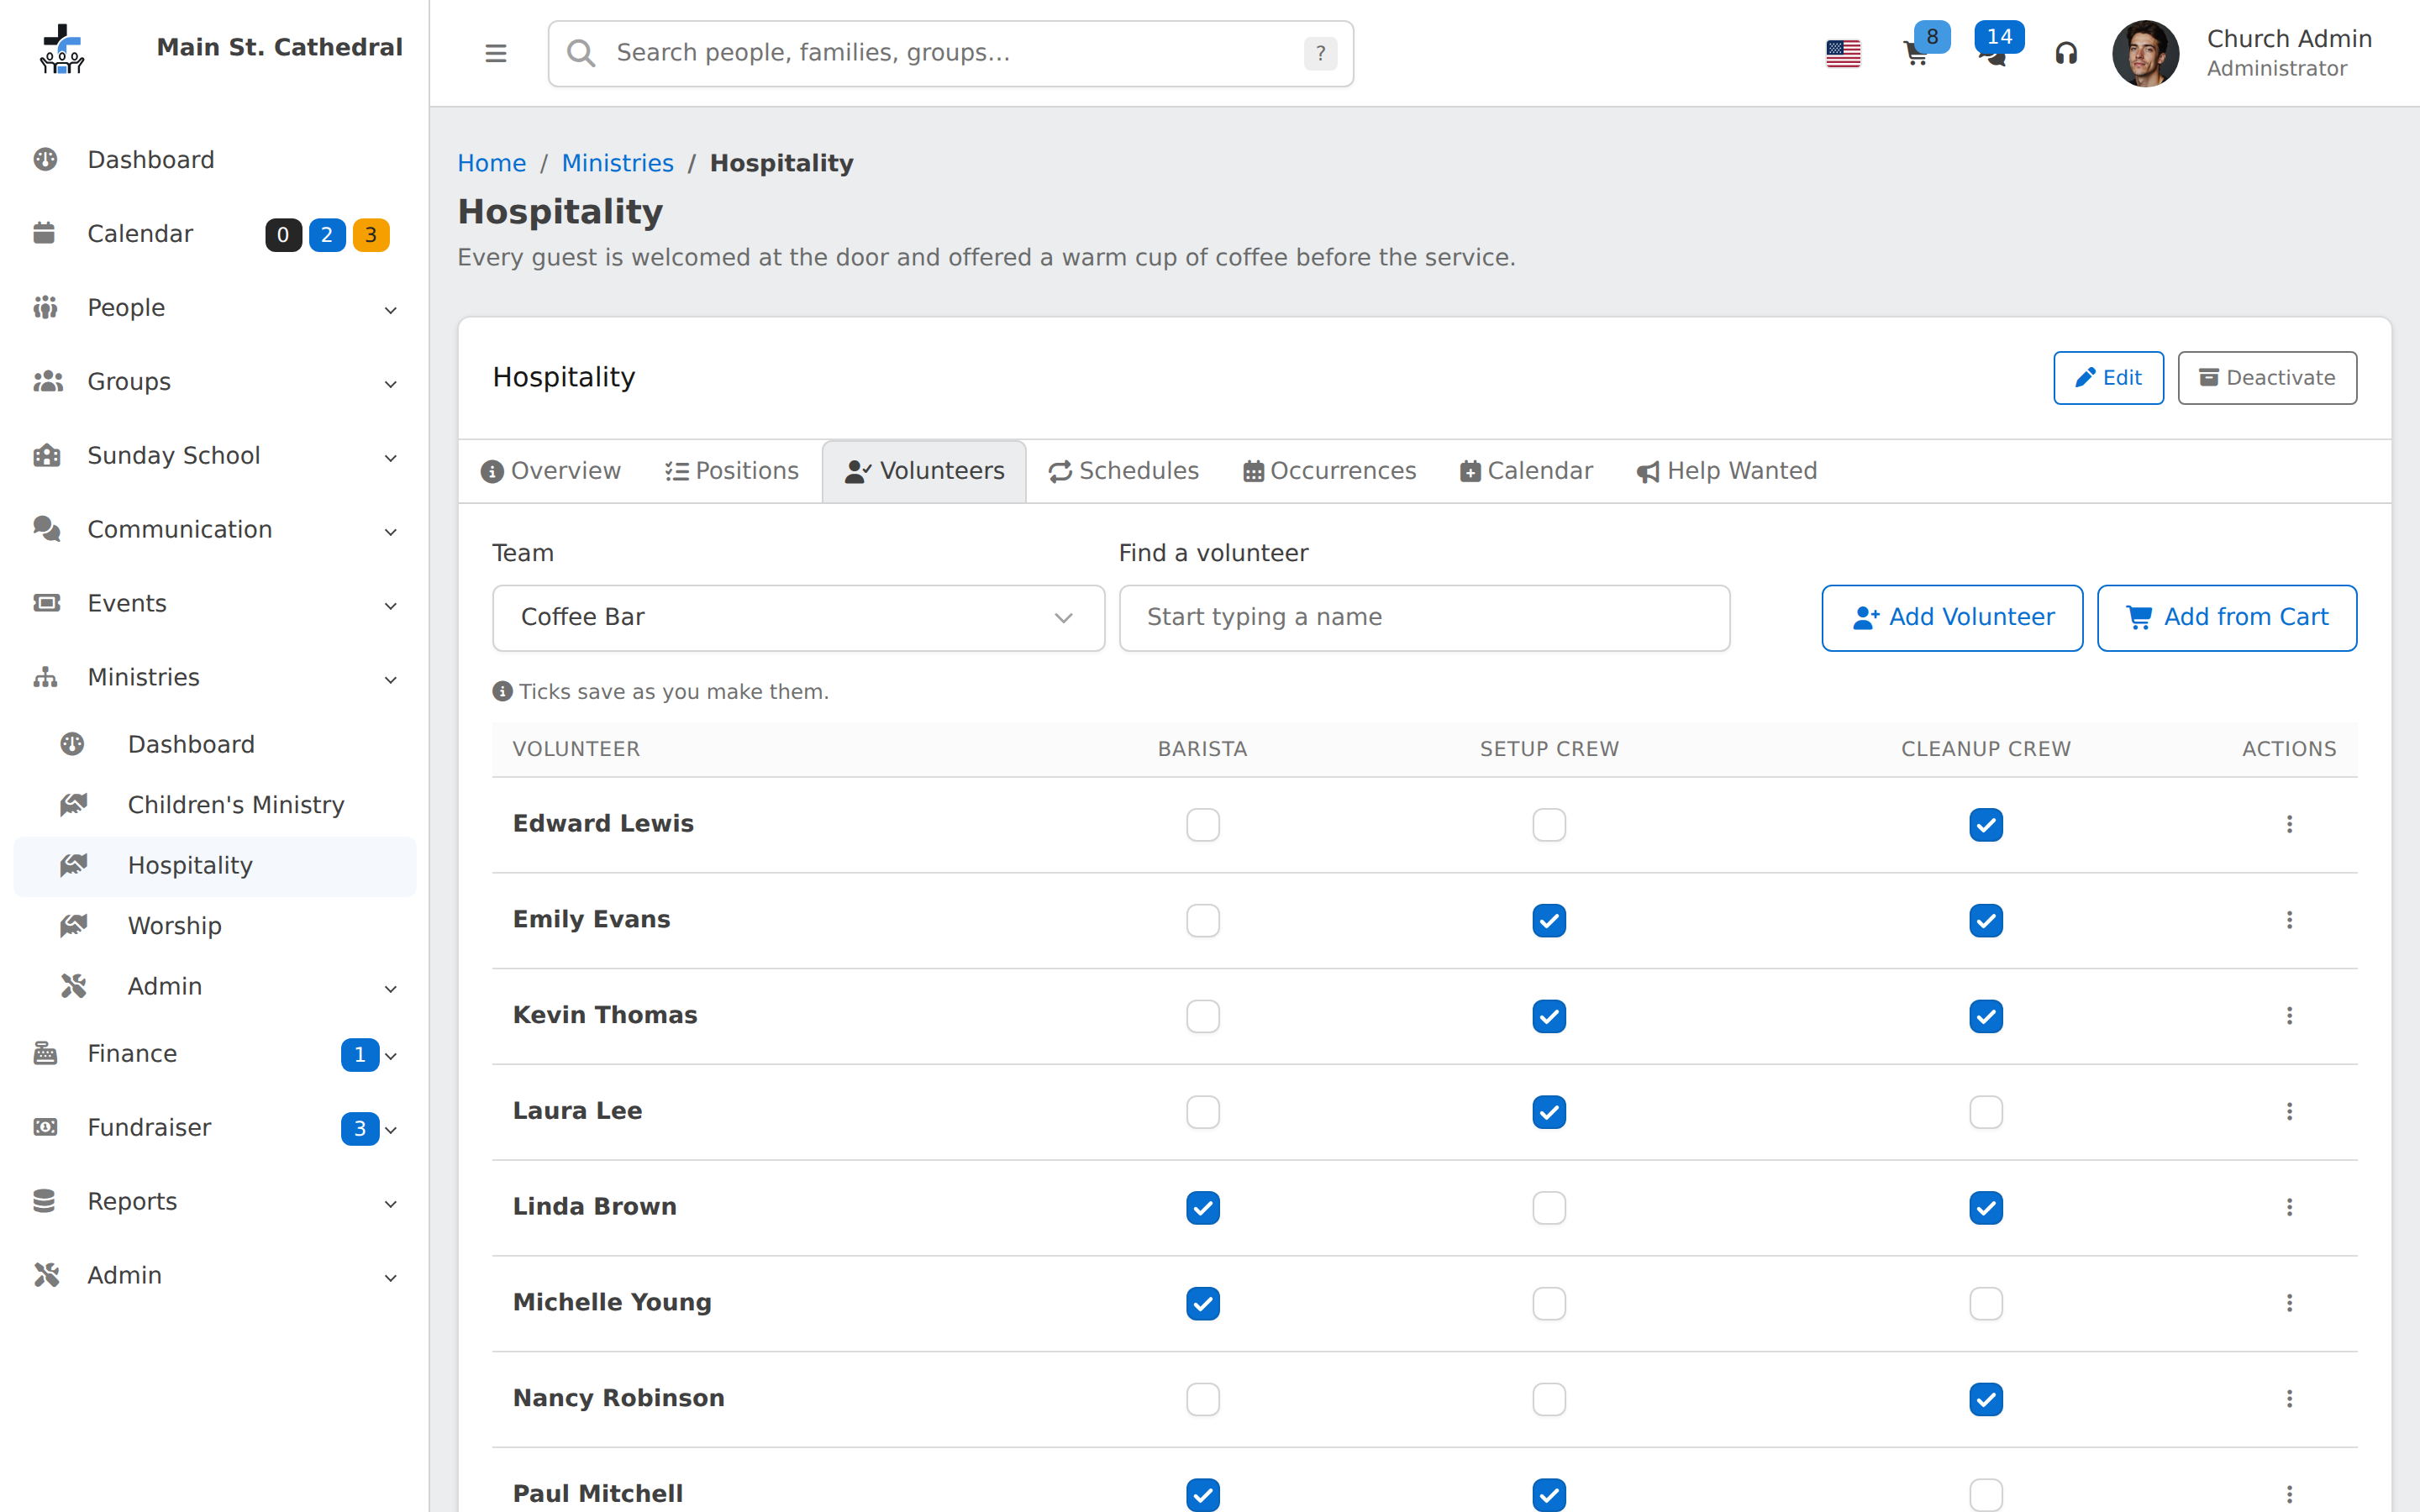 Main St. Cathedral
Search people, families, groups...
?
8
14
Church Admin
Administrator
Dashboard
Calendar 0 2 3
People
Groups
Sunday School
Communication
Events
Ministries
Dashboard
Children's Ministry
Hospitality
Worship
Admin
Finance 1
Fundraiser 3
Reports
Admin
Home / Ministries / Hospitality
Hospitality
Every guest is welcomed at the door and offered a warm cup of coffee before the service.
Hospitality
Edit
Deactivate
Overview Positions Volunteers Schedules Occurrences Calendar Help Wanted
Team Find a volunteer
Coffee Bar Start typing a name Add Volunteer Add from Cart
Ticks save as you make them.
VOLUNTEER BARISTA SETUP CREW CLEANUP CREW ACTIONS
Edward Lewis
Emily Evans
Kevin Thomas
Laura Lee
Linda Brown
Michelle Young
Nancy Robinson
Paul Mitchell